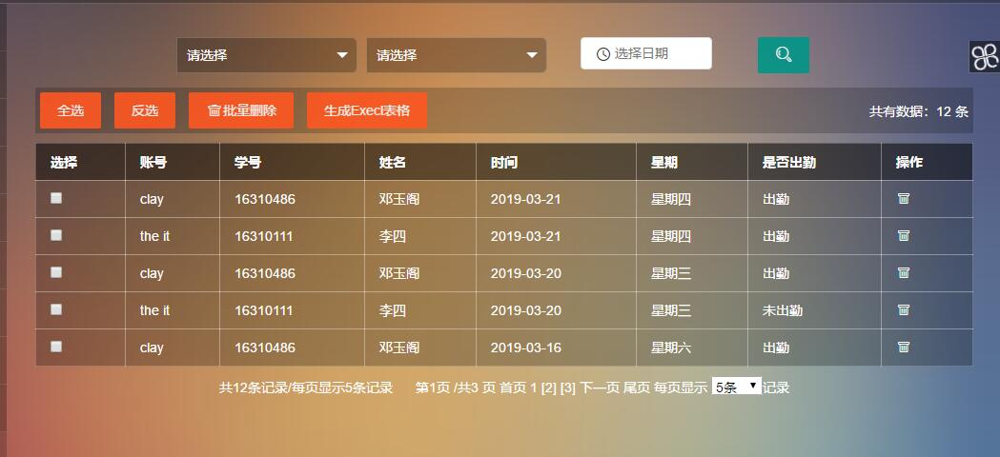 请选择 请选择 选择日期
全选 反选 批量删除 生成Execl表格 共有数据：12 条
选择 账号 学号 姓名 时间 星期 是否出勤 操作
clay 16310486 邓玉阁 2019-03-21 星期四 出勤
the it 16310111 李四 2019-03-21 星期四 出勤
clay 16310486 邓玉阁 2019-03-20 星期三 出勤
the it 16310111 李四 2019-03-20 星期三 未出勤
clay 16310486 邓玉阁 2019-03-16 星期六 出勤
共12条记录/每页显示5条记录 第1页 /共3 页 首页 1 [2] [3] 下一页 尾页 每页显示 5条 记录